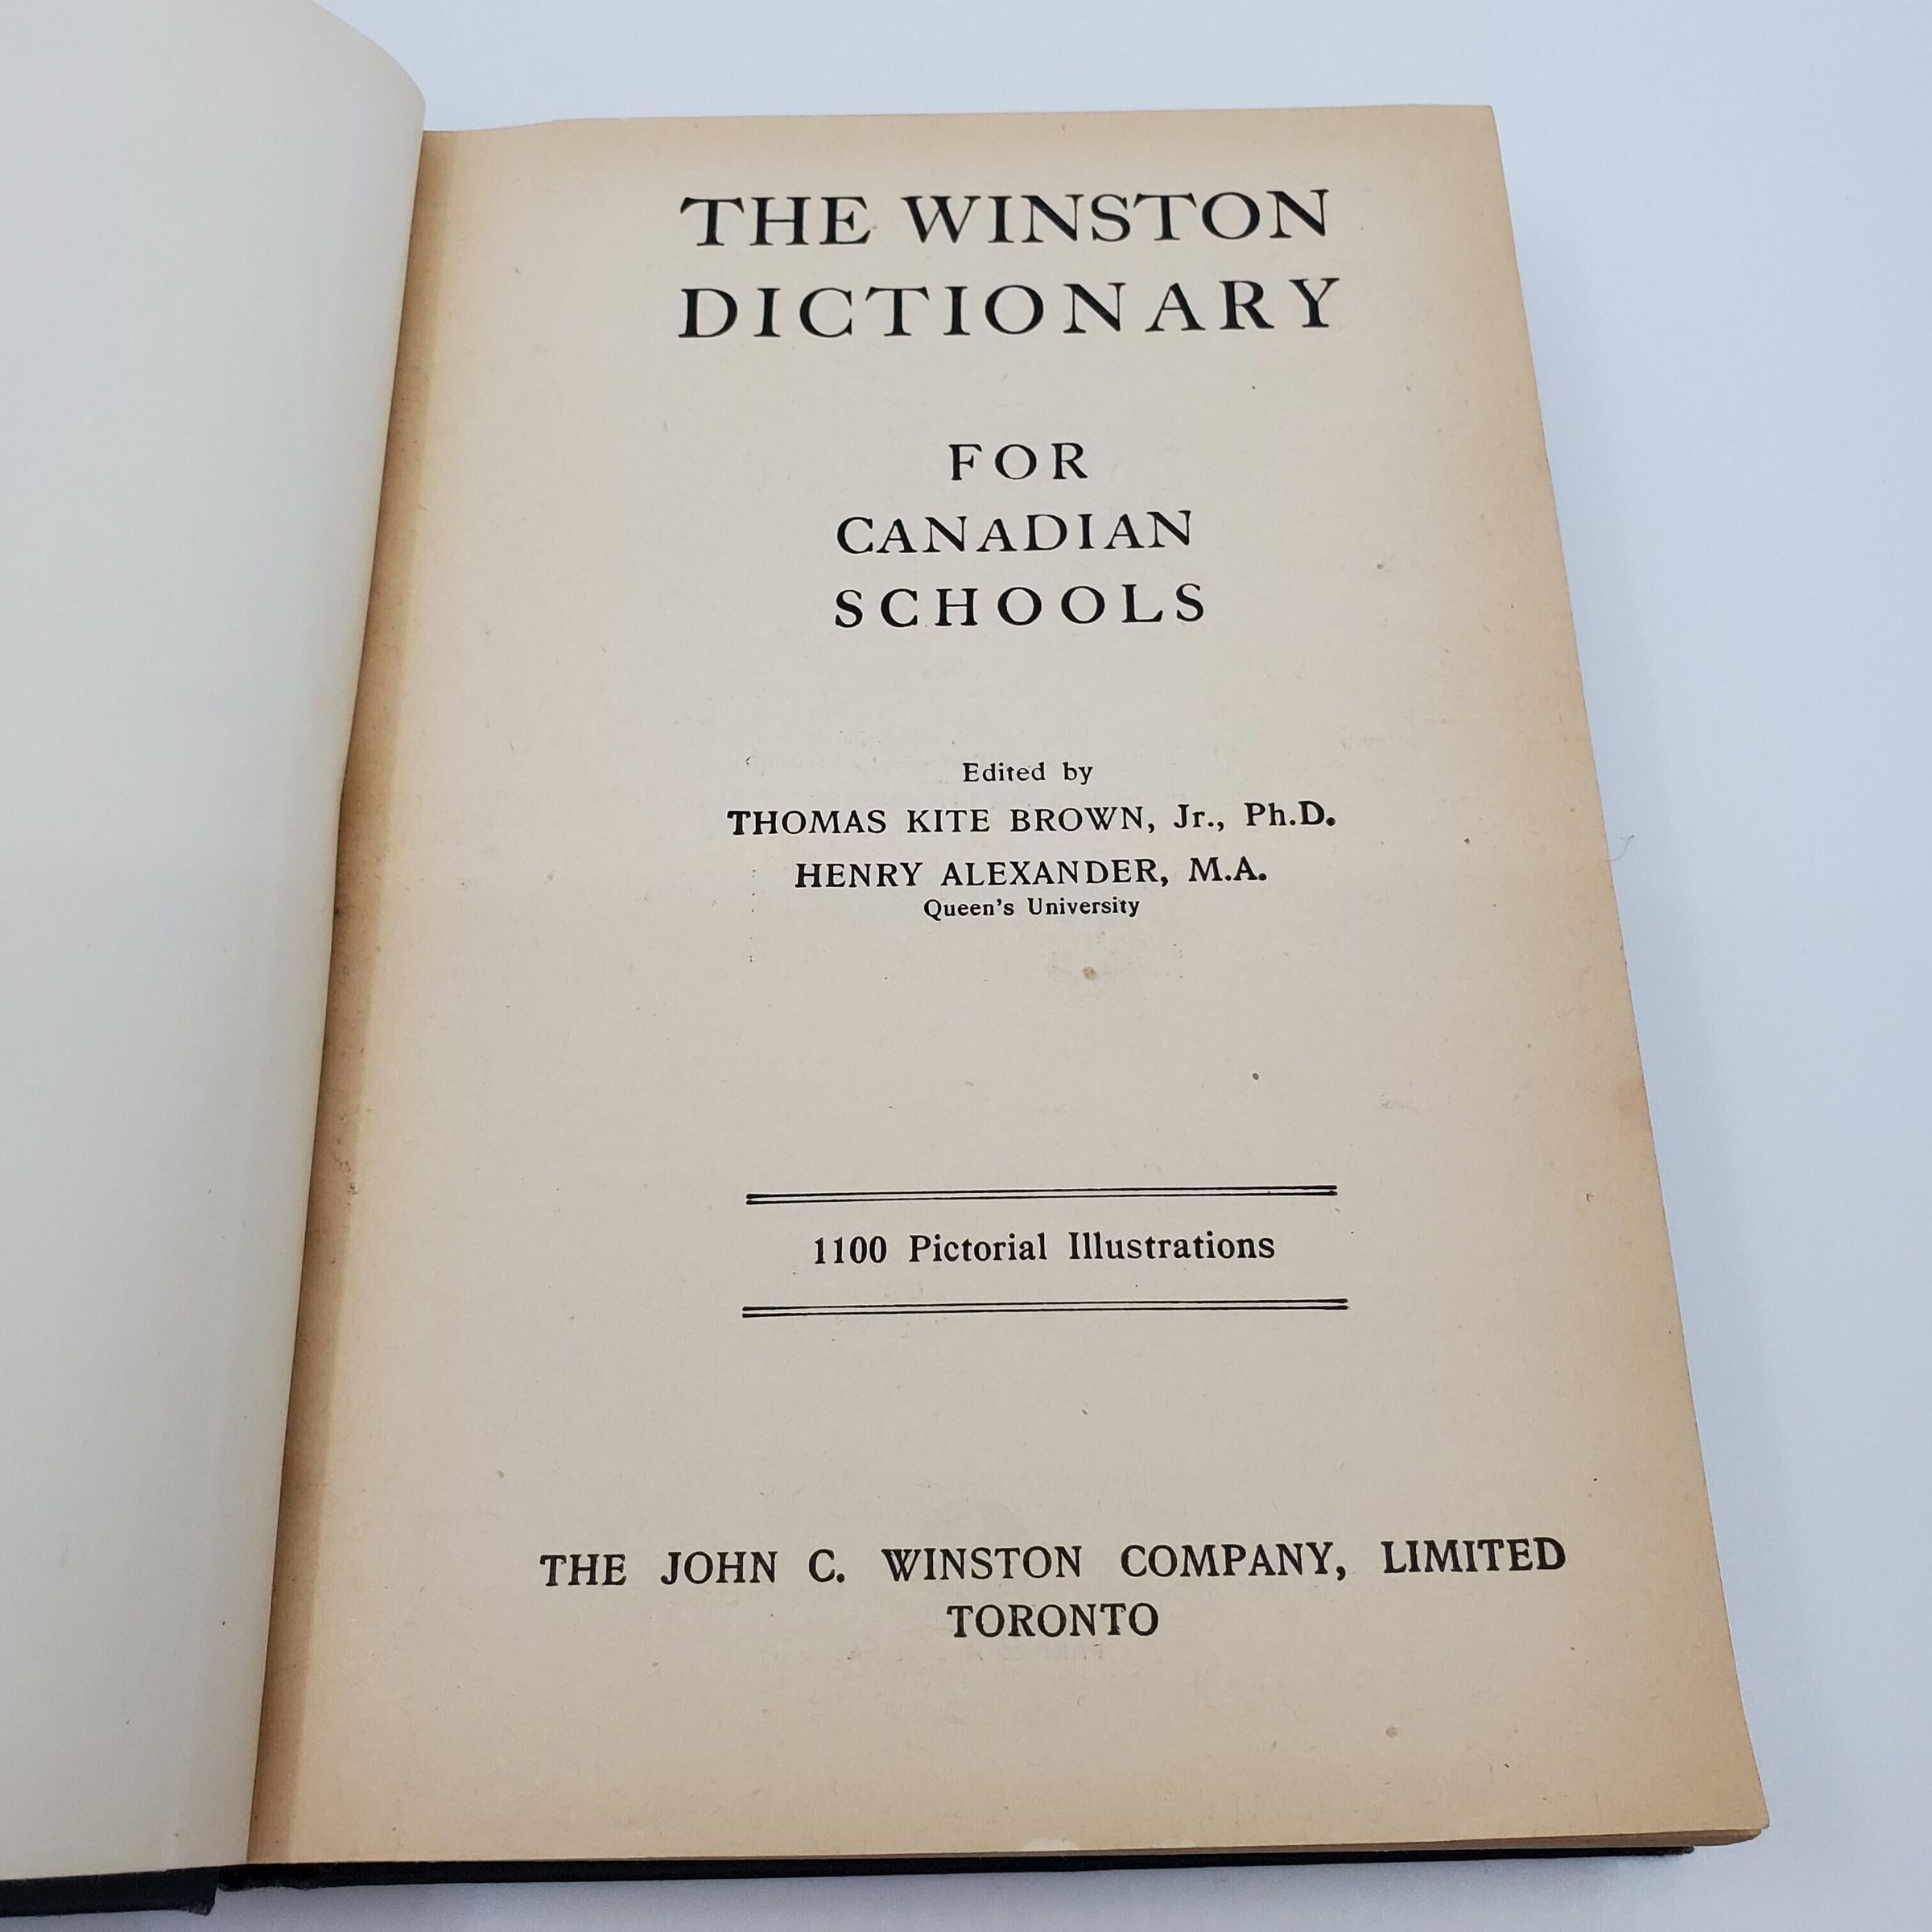 THE WINSTON
DICTIONARY
FOR
CANADIAN
SCHOOLS
Edited by
THOMAS KITE BROWN, Jr., Ph.D.
HENRY ALEXANDER, M.A.
Queen's University
1100 Pictorial Illustrations
THE JOHN C. WINSTON COMPANY, LIMITED
TORONTO